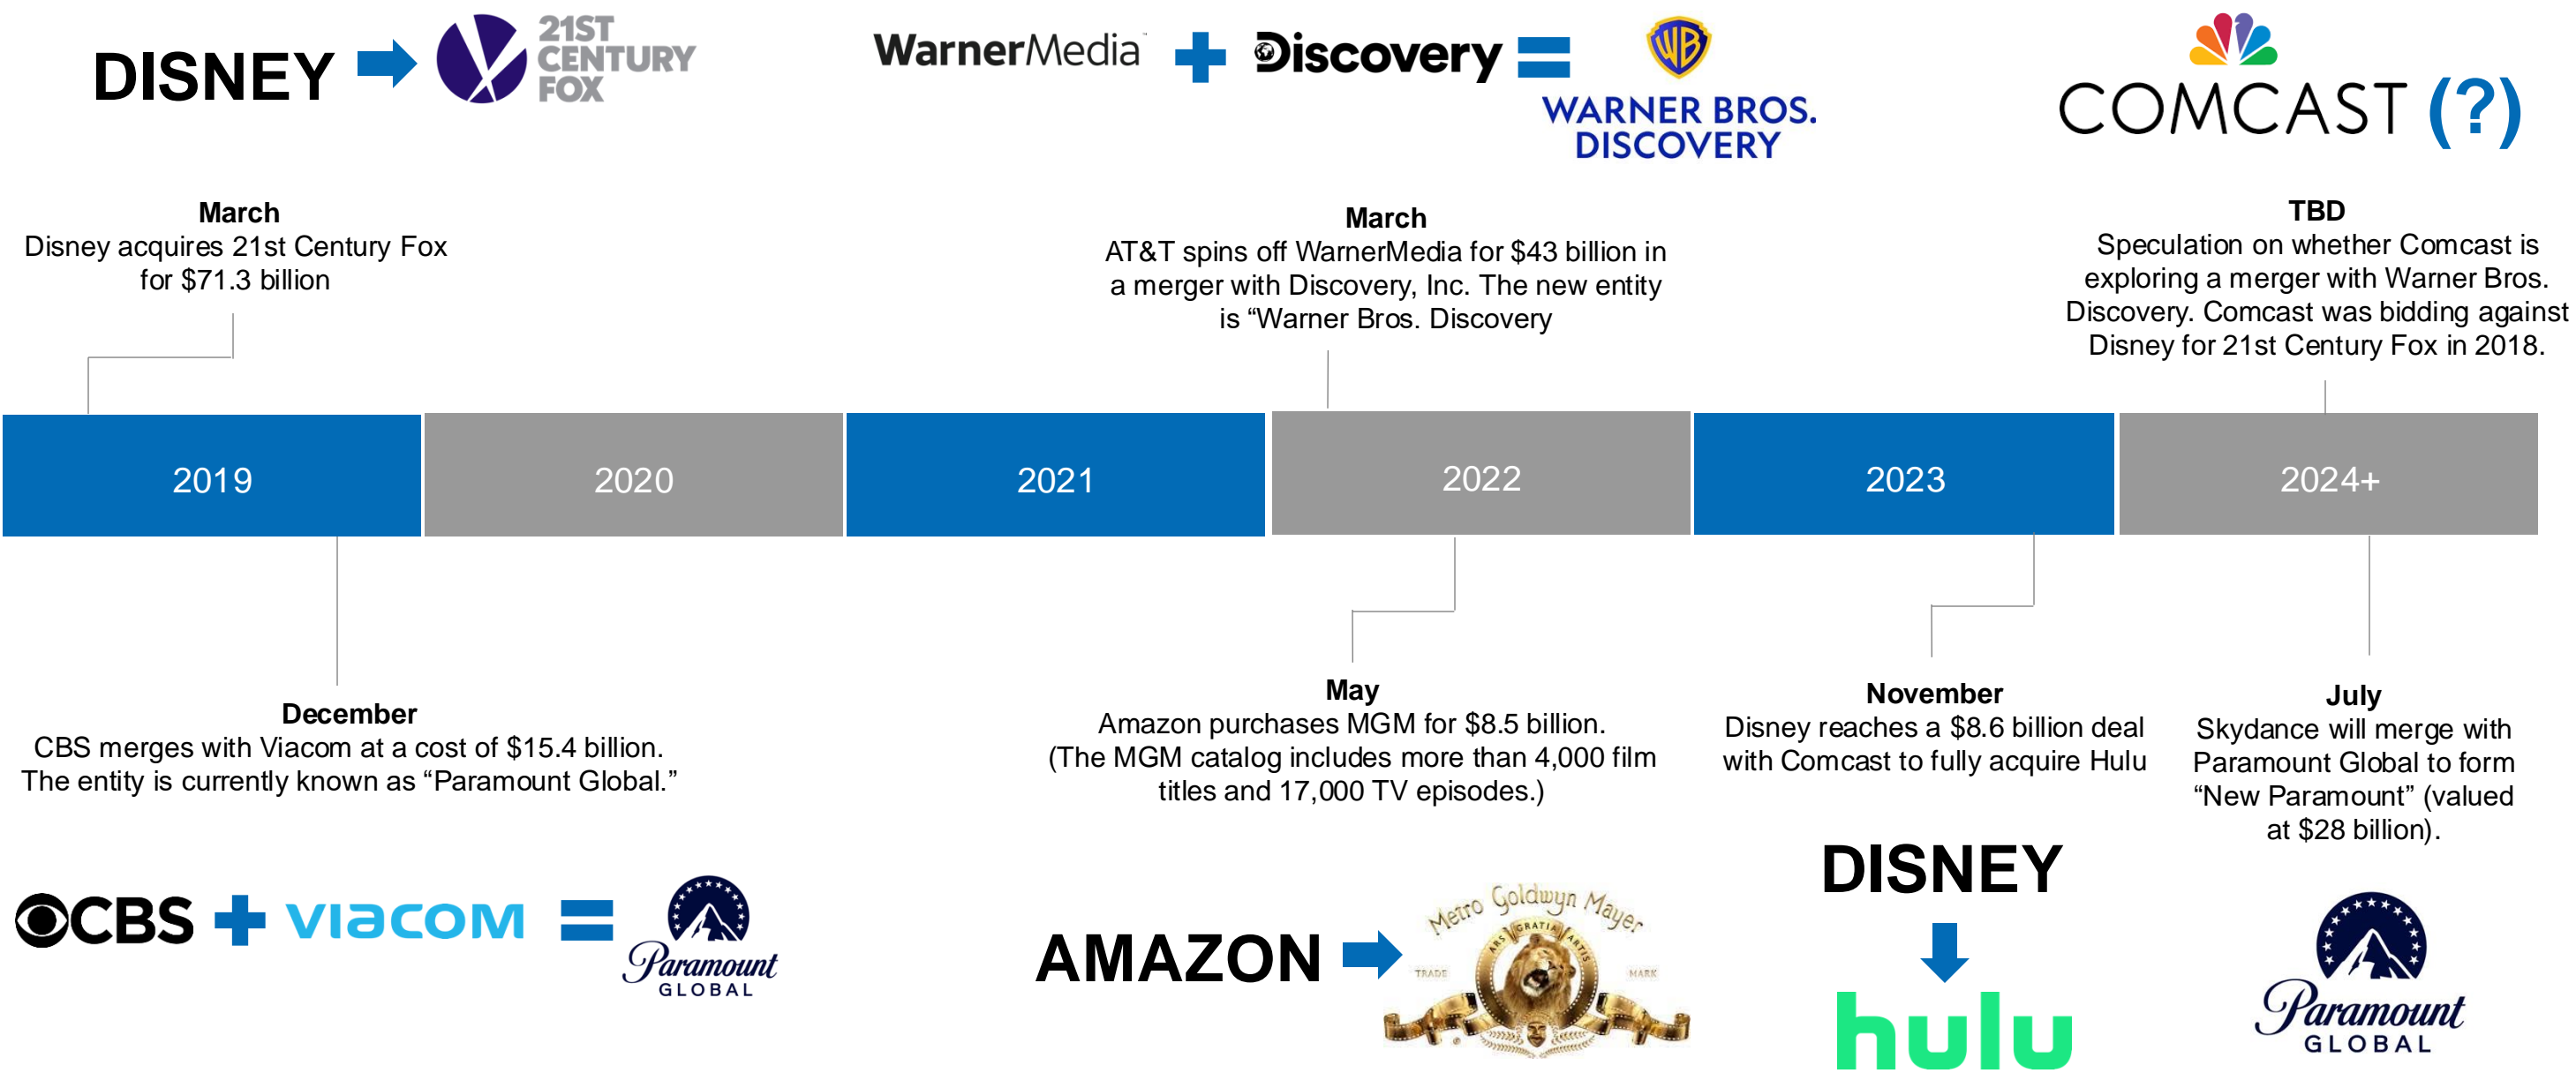 DISNEY
21ST
CENTURY
FOX
WarnerMedia
Discovery
WB
WARNER BROS.
DISCOVERY
COMCAST (?)
March
Disney acquires 21st Century Fox
for $71.3 billion
March
AT&T spins off WarnerMedia for $43 billion in
a merger with Discovery, Inc. The new entity
is “Warner Bros. Discovery
TBD
Speculation on whether Comcast is
exploring a merger with Warner Bros.
Discovery. Comcast was bidding against
Disney for 21st Century Fox in 2018.
2019
2020
2021
2022
2023
2024+
December
CBS merges with Viacom at a cost of $15.4 billion.
The entity is currently known as “Paramount Global.”
May
Amazon purchases MGM for $8.5 billion.
(The MGM catalog includes more than 4,000 film
titles and 17,000 TV episodes.)
November
Disney reaches a $8.6 billion deal
with Comcast to fully acquire Hulu
July
Skydance will merge with
Paramount Global to form
“New Paramount” (valued
at $28 billion).
CBS + VIACOM =
Paramount
GLOBAL
AMAZON
Metro Goldwyn Mayer
ARS GRATIA ARTIS
TRADE MARK
DISNEY
hulu
Paramount
GLOBAL